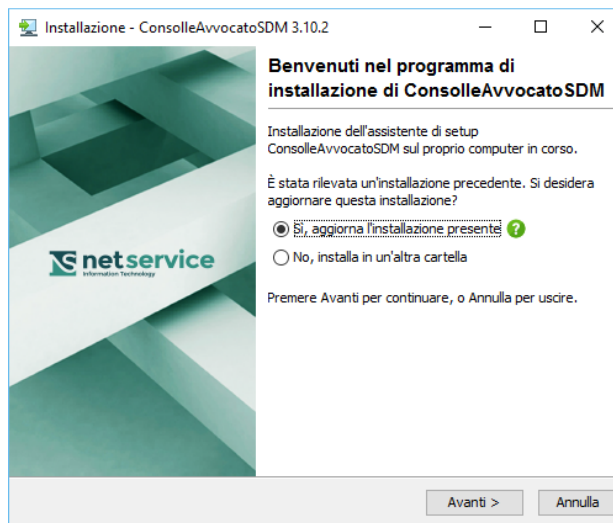 Installazione - ConsolleAvvocatoSDM 3.10.2
Benvenuti nel programma di
installazione di ConsolleAvvocatoSDM
Installazione dell'assistente di setup
ConsolleAvvocatoSDM sul proprio computer in corso.
È stata rilevata un'installazione precedente. Si desidera
aggiornare questa installazione?
Sì, aggiorna l'installazione presente
No, installa in un'altra cartella
netservice
Information Technology
Premere Avanti per continuare, o Annulla per uscire.
Avanti >
Annulla